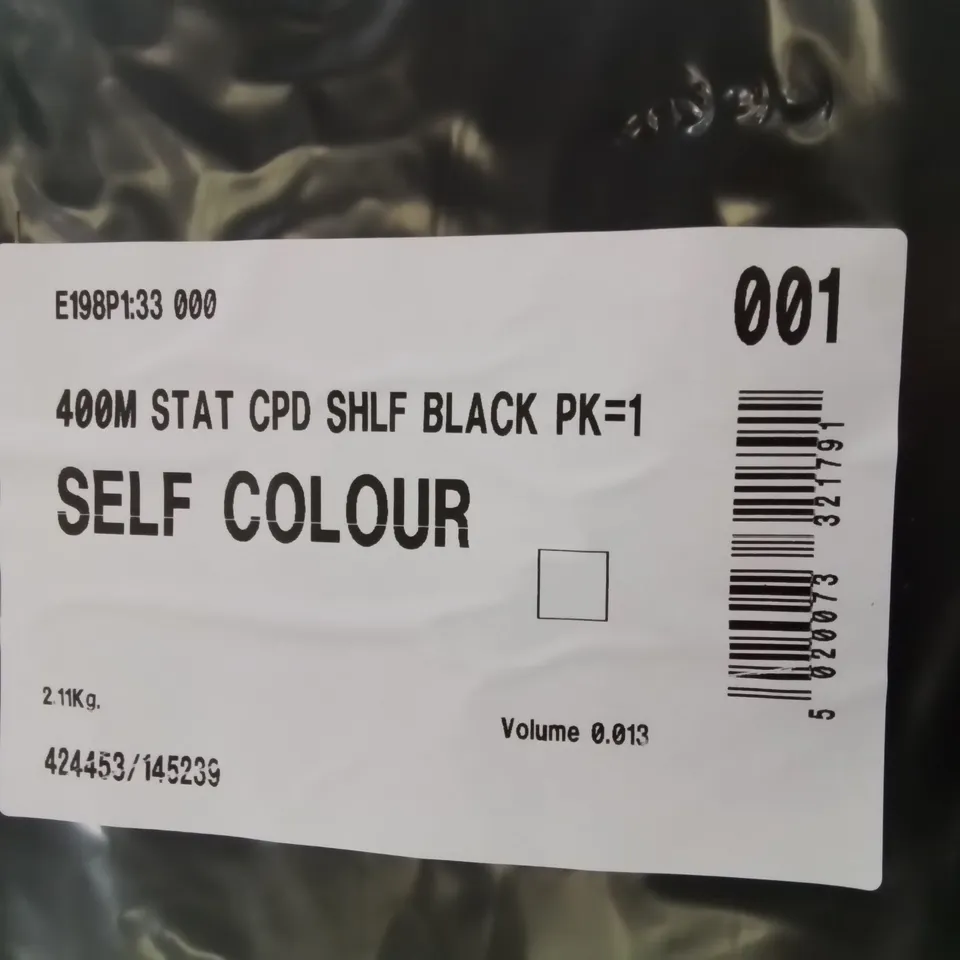 E198P1:33 000
001
400M STAT CPD SHLF BLACK PK=1
SELF COLOUR
2.11Kg.
Volume 0.013
424453/145239
5 020073 321791